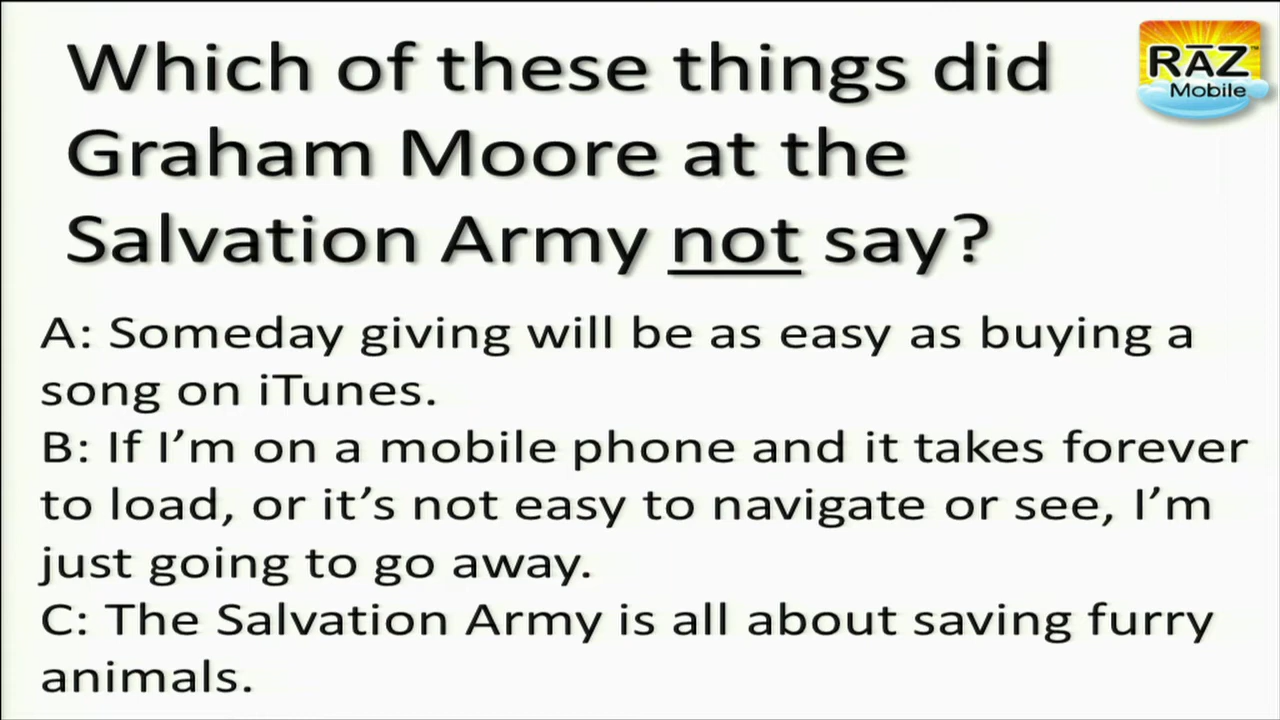 Which of these things did
Graham Moore at the
Salvation Army not say?
RĀZ™
Mobile
A: Someday giving will be as easy as buying a
song on iTunes.
B: If I’m on a mobile phone and it takes forever
to load, or it’s not easy to navigate or see, I’m
just going to go away.
C: The Salvation Army is all about saving furry
animals.